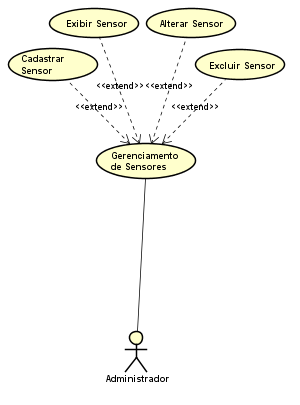 Exibir Sensor
Alterar Sensor
Cadastrar
Sensor
Excluir Sensor
<<extend>>
<<extend>>
<<extend>>
<<extend>>
Gerenciamento
de Sensores
Administrador